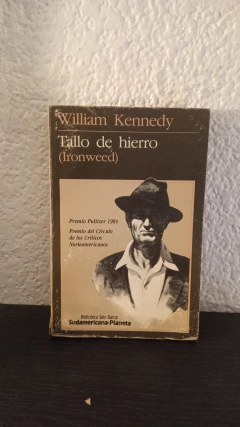 William Kennedy
Tallo de hierro
(Ironweed)
Premio Pulitzer 1984
Premio del Círculo
de los Críticos
Norteamericanos
Biblioteca Seix Barral
Sudamericana-Planeta